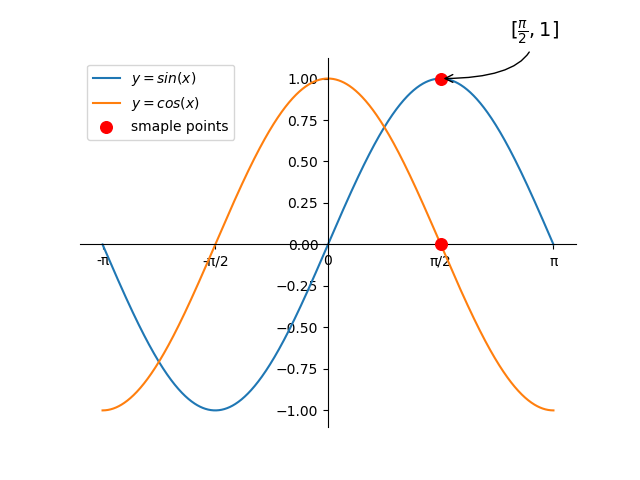 [π/2, 1]
y = sin(x)
y = cos(x)
smaple points
1.00
0.75
0.50
0.25
0.00
-π
-π/2
0
π/2
π
−0.25
−0.50
−0.75
−1.00